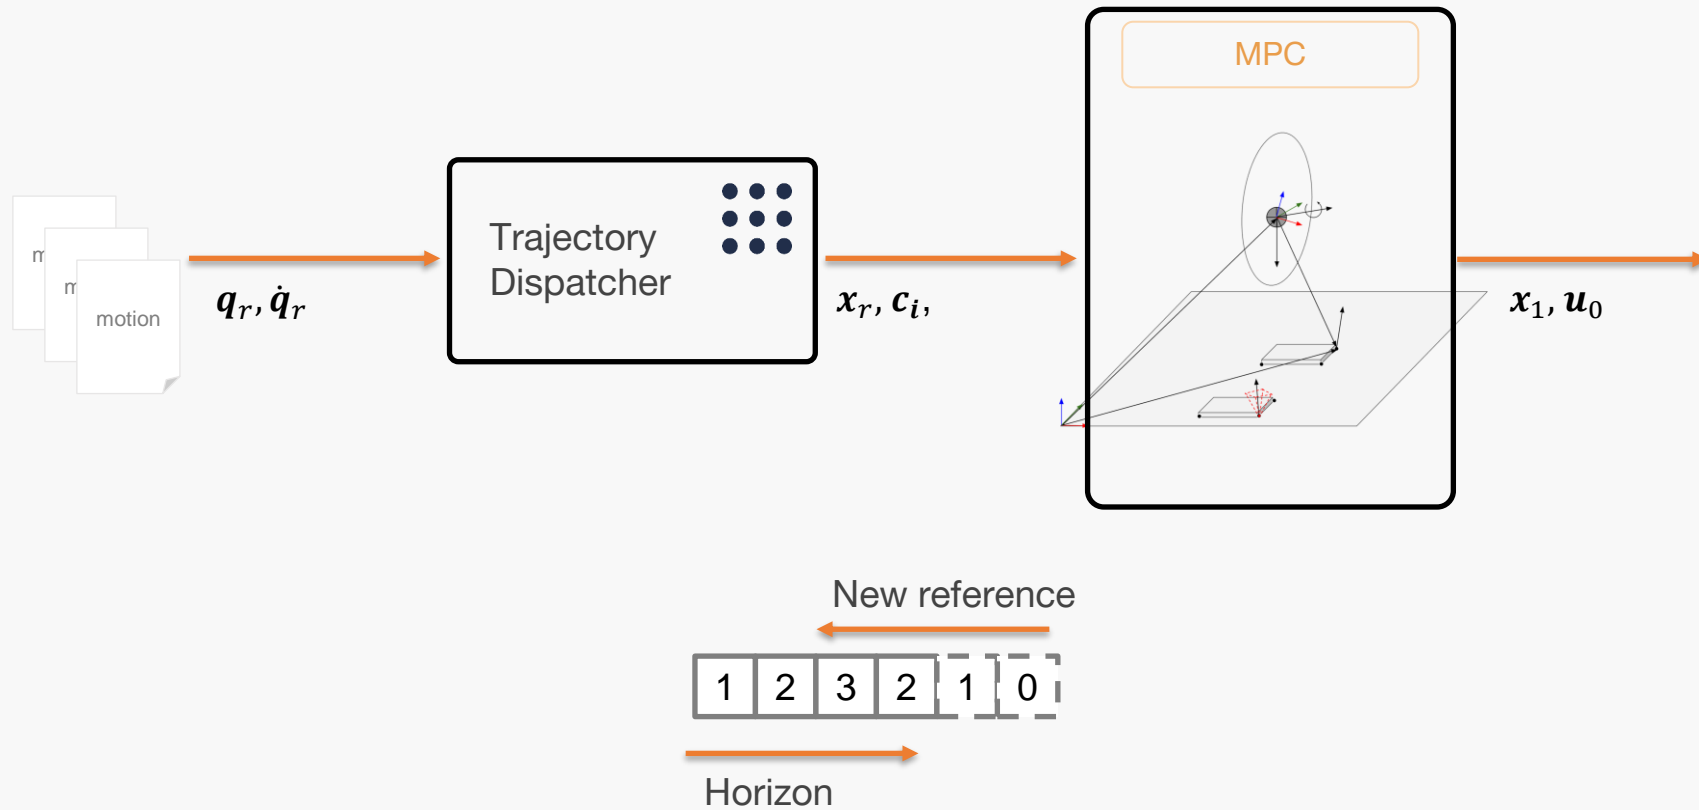 MPC
m
m
motion
Trajectory
Dispatcher
q_r, q̇_r
x_r, c_i,
x_1, u_0
New reference
1 2 3 2 1 0
Horizon